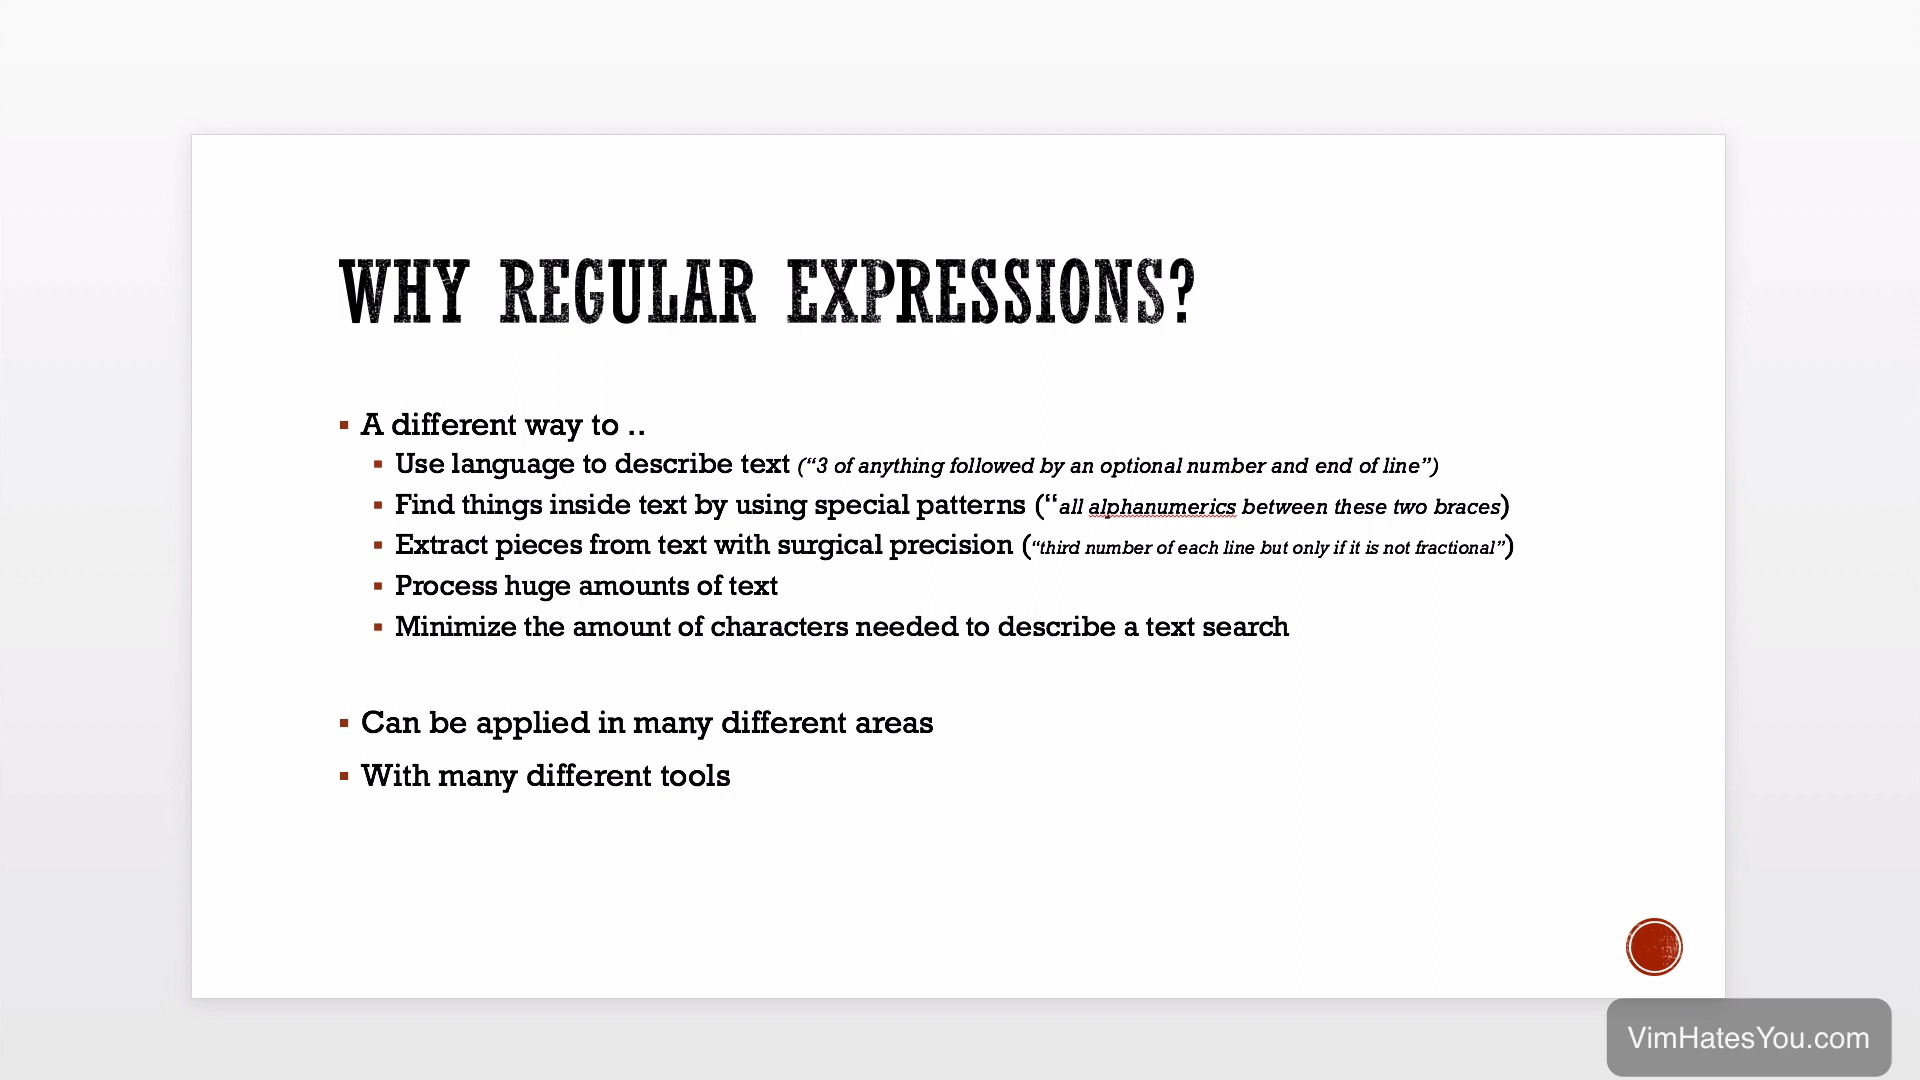 WHY REGULAR EXPRESSIONS?
▪ A different way to ..
▪ Use language to describe text (“3 of anything followed by an optional number and end of line”)
▪ Find things inside text by using special patterns (“all alphanumerics between these two braces)
▪ Extract pieces from text with surgical precision (“third number of each line but only if it is not fractional”)
▪ Process huge amounts of text
▪ Minimize the amount of characters needed to describe a text search
▪ Can be applied in many different areas
▪ With many different tools
VimHatesYou.com